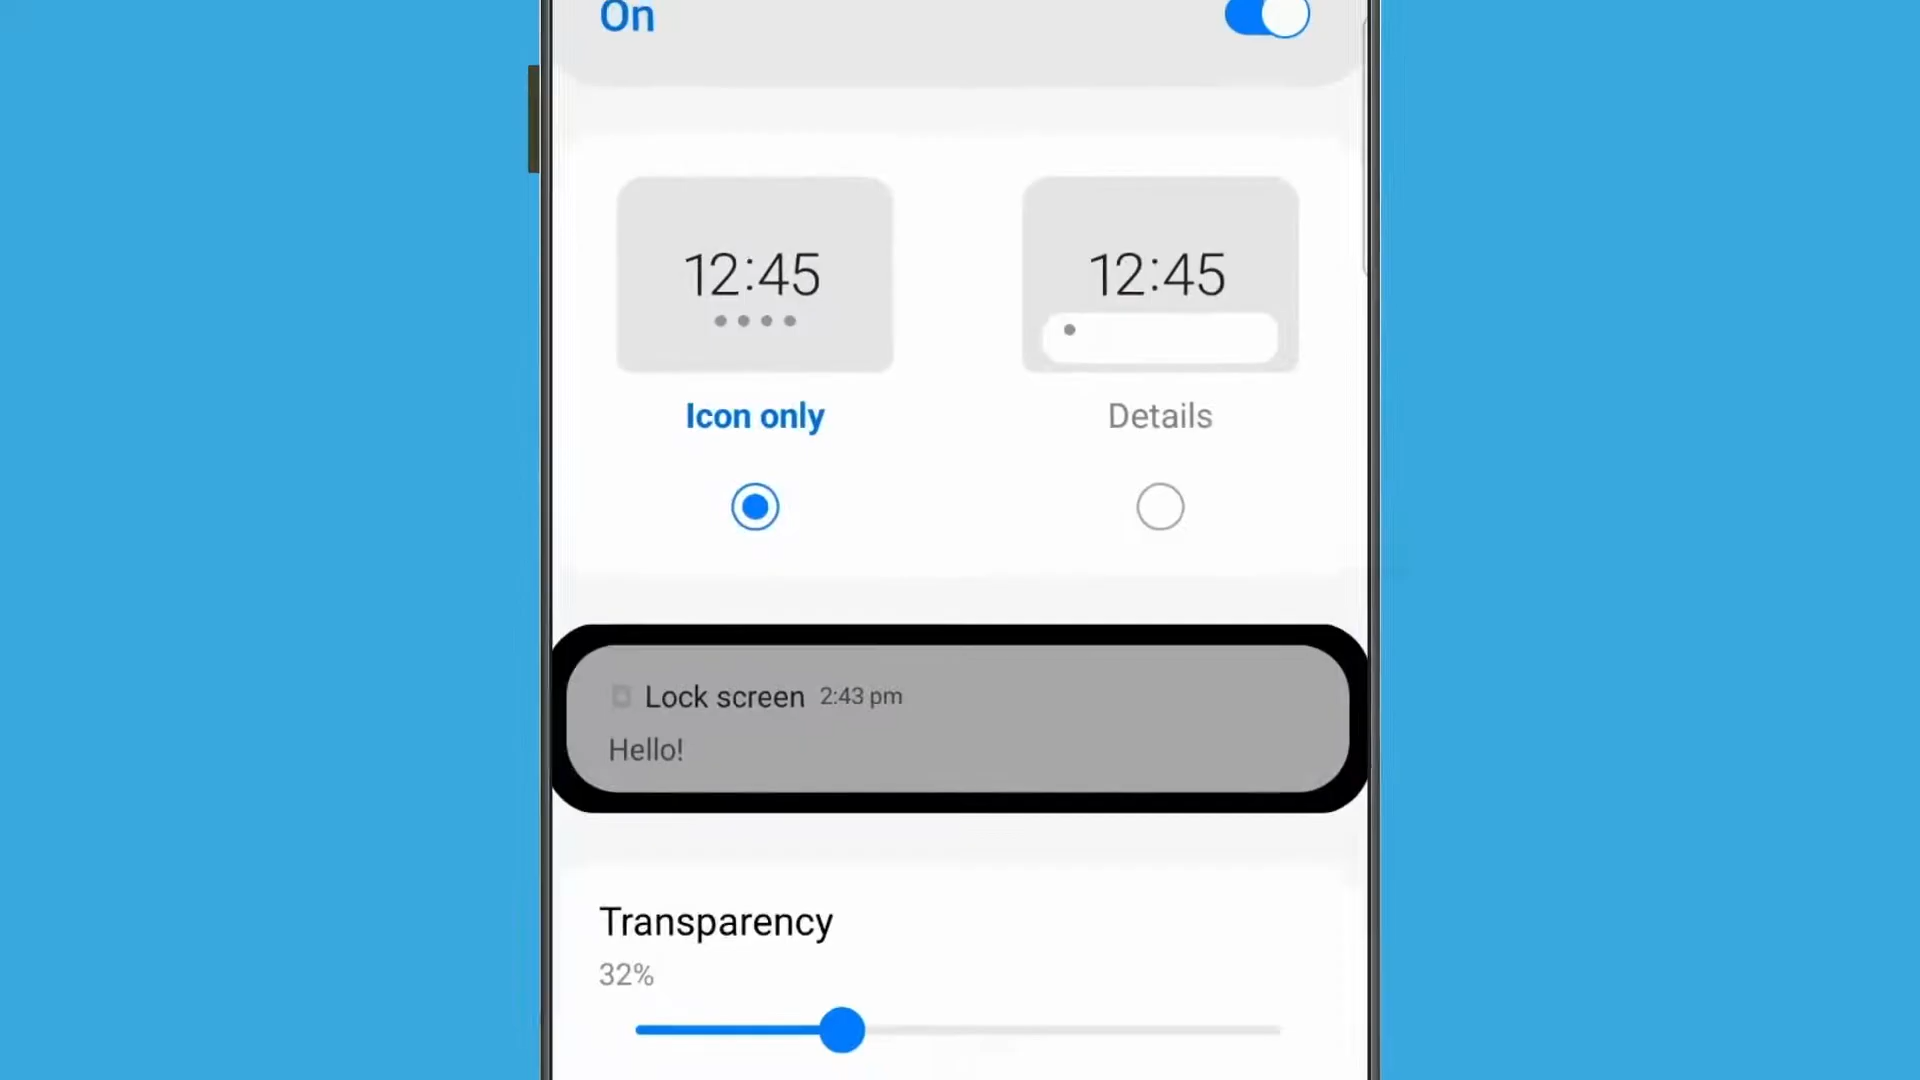 On
12:45
12:45
Icon only
Details
Lock screen 2:43 pm
Hello!
Transparency
32%